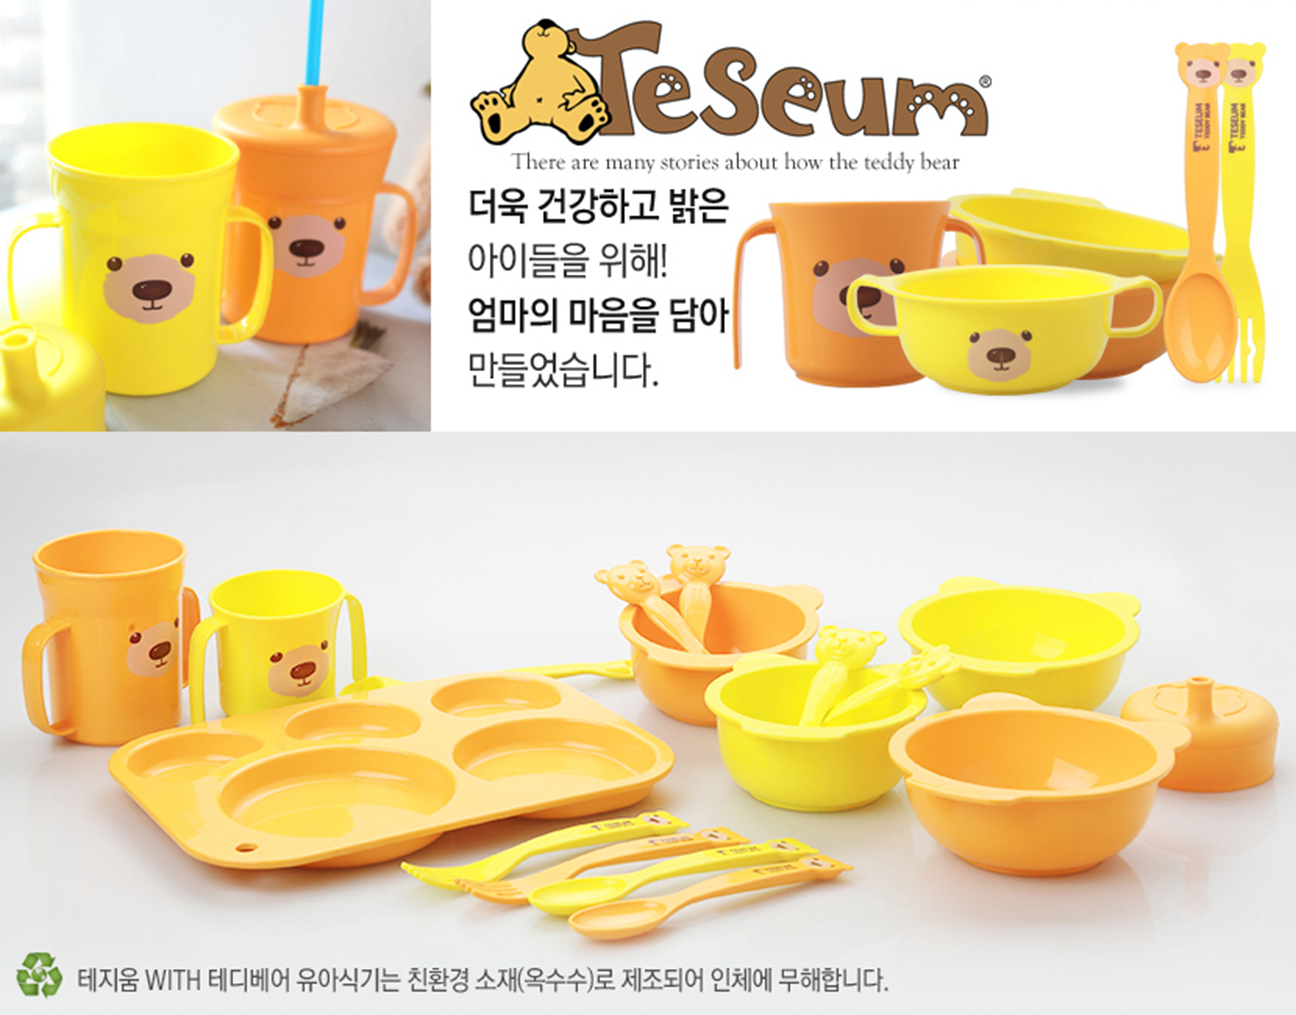 Teseum®
There are many stories about how the teddy bear
더욱 건강하고 밝은
아이들을 위해!
엄마의 마음을 담아
만들었습니다.
TESEUM
TEDDY BEAR
TESEUM
TEDDY BEAR
테지움 WITH 테디베어 유아식기는 친환경 소재(옥수수)로 제조되어 인체에 무해합니다.